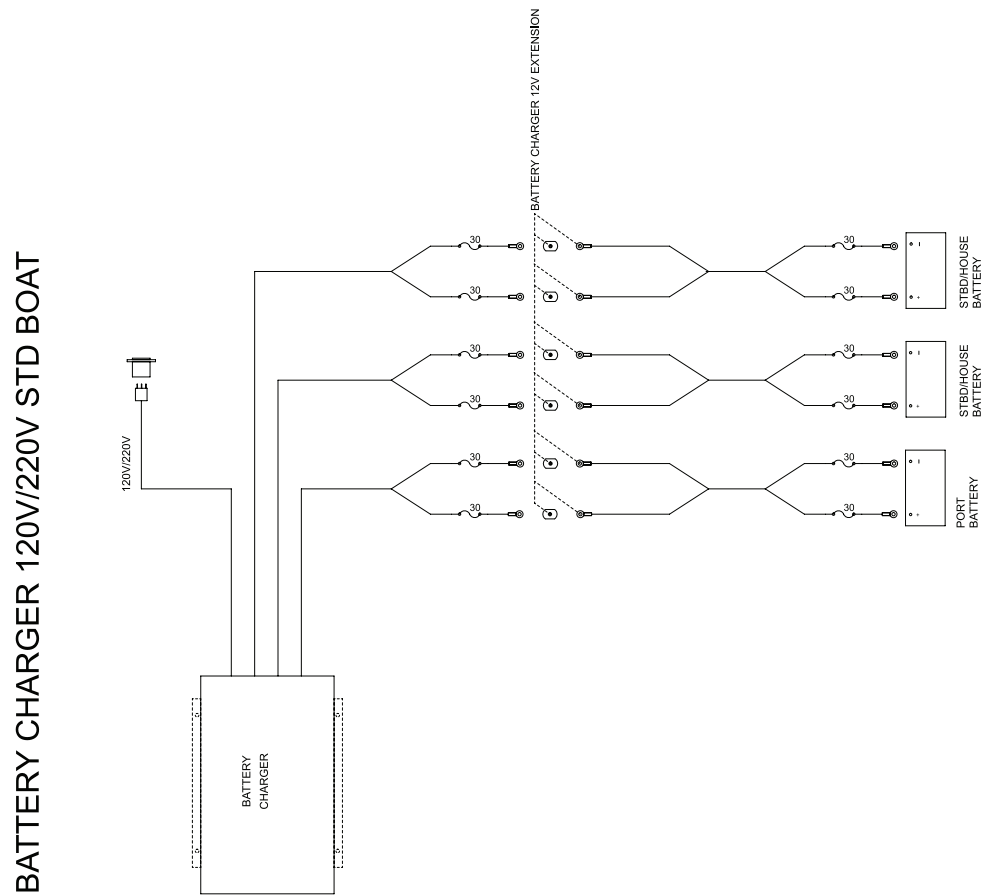 BATTERY CHARGER 120V/220V STD BOAT
120V/220V
BATTERY
CHARGER
BATTERY CHARGER 12V EXTENSION
30
30
30
30
30
30
30
30
30
30
30
30
- +
STBD/HOUSE
BATTERY
- +
STBD/HOUSE
BATTERY
- +
PORT
BATTERY